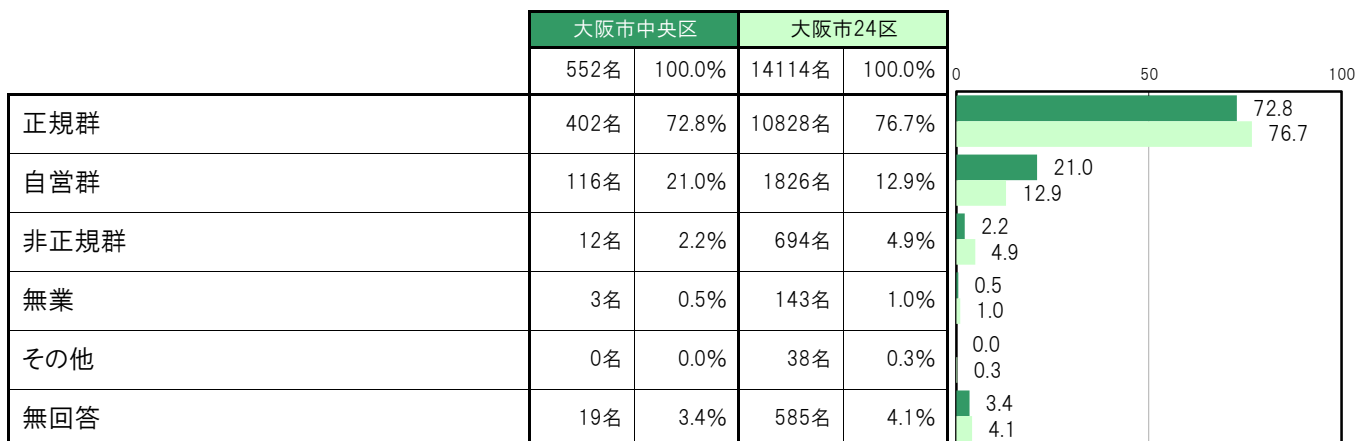 大阪市中央区 大阪市24区
552名 100.0% 14114名 100.0%
0 50 100
正規群 402名 72.8% 10828名 76.7%
72.8
76.7
自営群 116名 21.0% 1826名 12.9%
21.0
12.9
非正規群 12名 2.2% 694名 4.9%
2.2
4.9
無業 3名 0.5% 143名 1.0%
0.5
1.0
その他 0名 0.0% 38名 0.3%
0.0
0.3
無回答 19名 3.4% 585名 4.1%
3.4
4.1